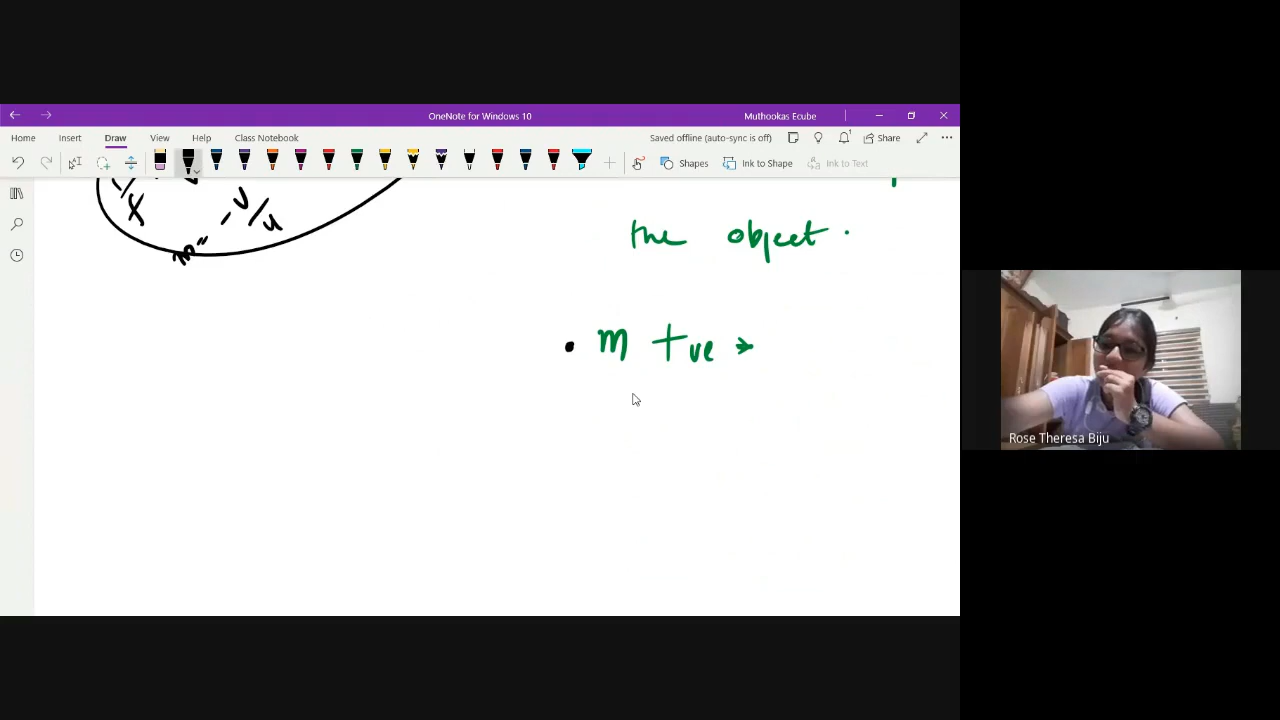 OneNote for Windows 10
Muthookas Ecube
Home Insert Draw View Help Class Notebook
Saved offline (auto-sync is off)
Share
Shapes
Ink to Shape
Ink to Text
- v/u
"m"
the object .
• m +ve →
Rose Theresa Biju